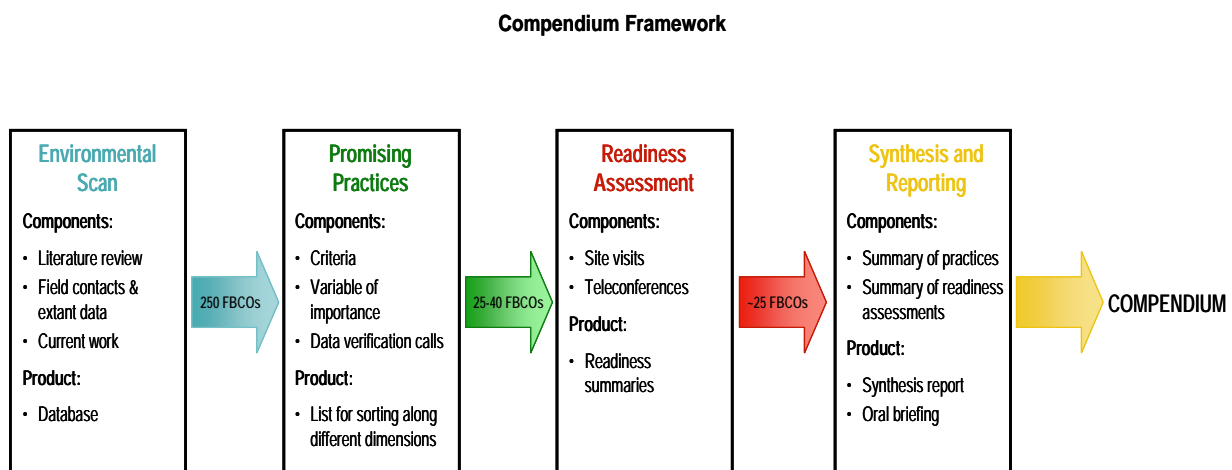 Compendium Framework
Environmental
Scan
Components:
• Literature review
• Field contacts &
extant data
• Current work
Product:
• Database
250 FBCOs
Promising
Practices
Components:
• Criteria
• Variable of
importance
• Data verification calls
Product:
• List for sorting along
different dimensions
25-40 FBCOs
Readiness
Assessment
Components:
• Site visits
• Teleconferences
Product:
• Readiness
summaries
~25 FBCOs
Synthesis and
Reporting
Components:
• Summary of practices
• Summary of readiness
assessments
Product:
• Synthesis report
• Oral briefing
COMPENDIUM